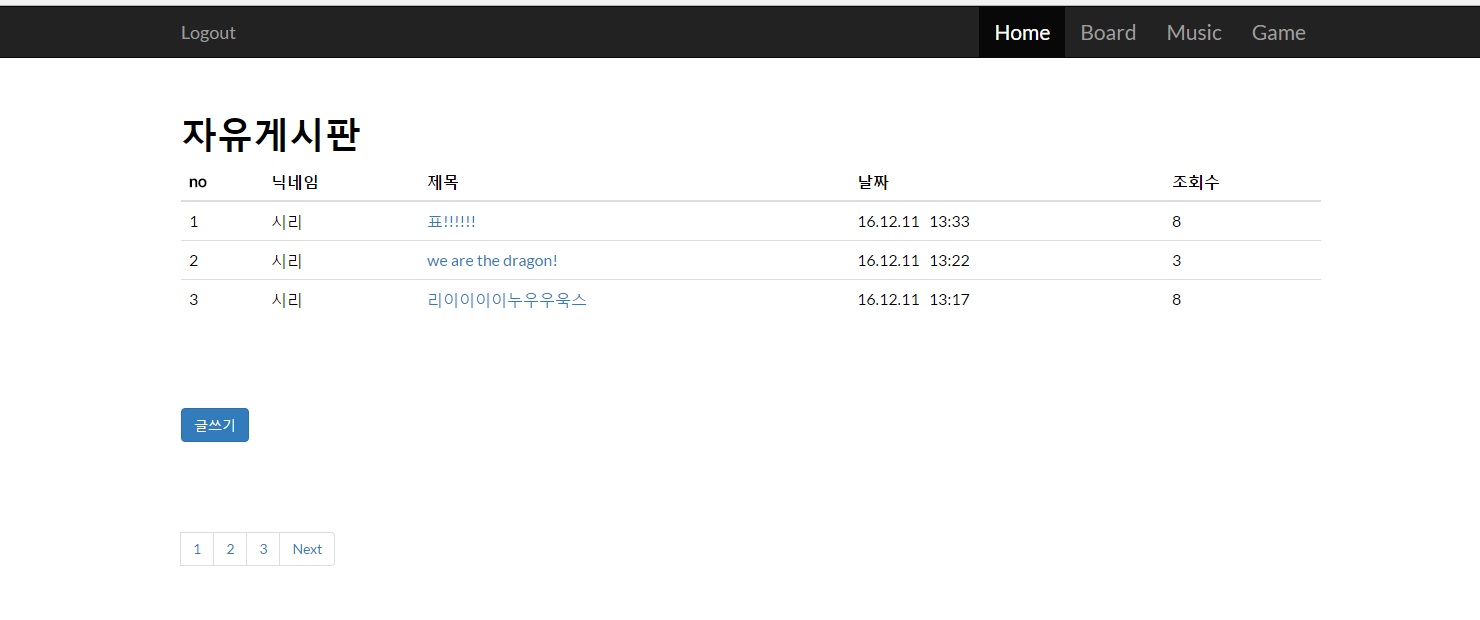 Logout Home Board Music Game
자유게시판
no 닉네임 제목 날짜 조회수
1 시리 표!!!!!! 16.12.11 13:33 8
2 시리 we are the dragon! 16.12.11 13:22 3
3 시리 리이이이이누우우욱스 16.12.11 13:17 8
글쓰기
1 2 3 Next